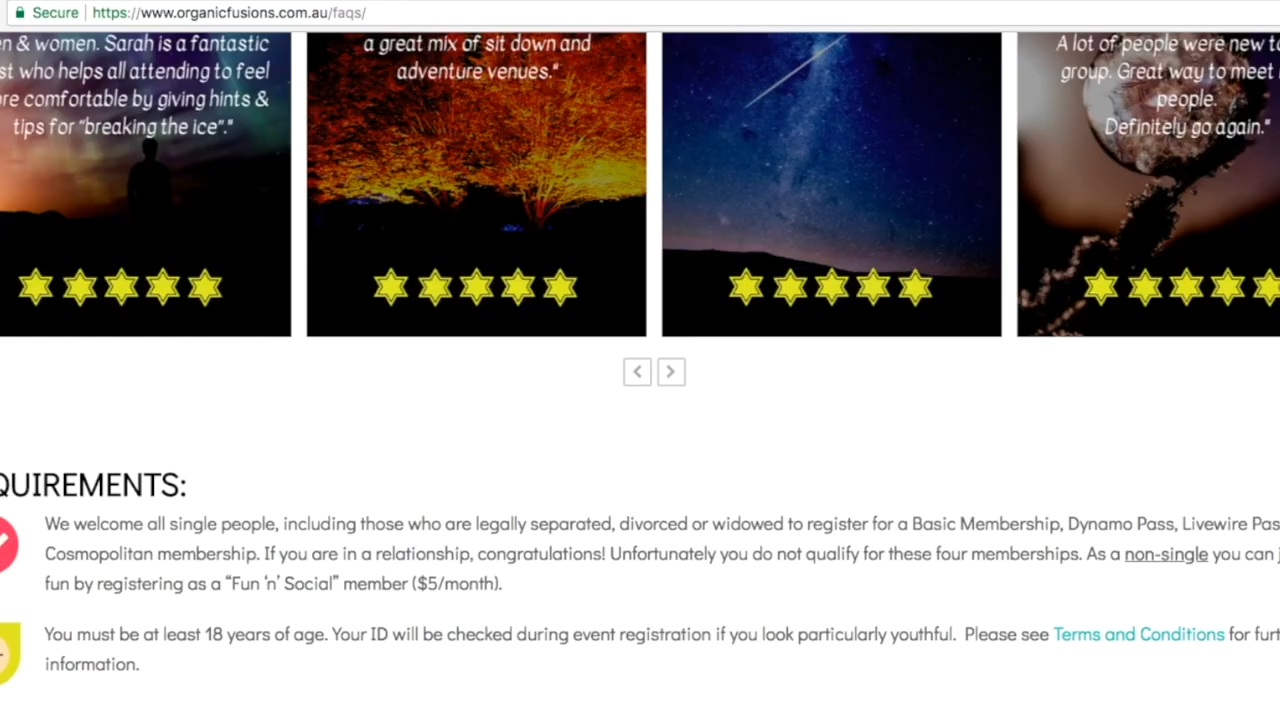 Secure https://www.organicfusions.com.au/faqs/
& women. Sarah is a fantastic
who helps all attending to feel
comfortable by giving hints &
tips for "breaking the ice"."
a great mix of sit down and
adventure venues."
A lot of people were new
group. Great way to meet
people.
Definitely go again."
QUIREMENTS:
We welcome all single people, including those who are legally separated, divorced or widowed to register for a Basic Membership, Dynamo Pass, Livewire
Cosmopolitan membership. If you are in a relationship, congratulations! Unfortunately you do not qualify for these four memberships. As a non-single you can
fun by registering as a “Fun ‘n’ Social” member ($5/month).
You must be at least 18 years of age. Your ID will be checked during event registration if you look particularly youthful. Please see Terms and Conditions for
information.